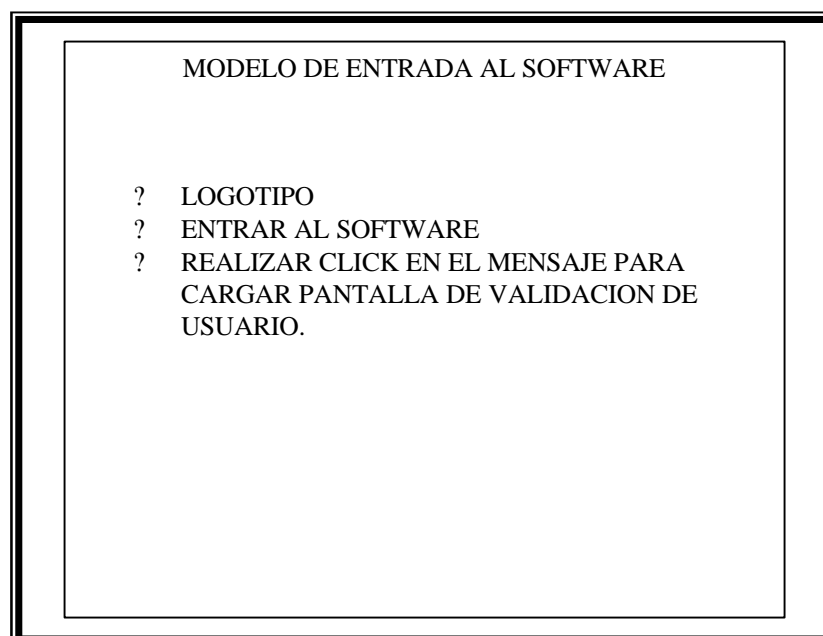 MODELO DE ENTRADA AL SOFTWARE
? LOGOTIPO
? ENTRAR AL SOFTWARE
? REALIZAR CLICK EN EL MENSAJE PARA
CARGAR PANTALLA DE VALIDACION DE
USUARIO.